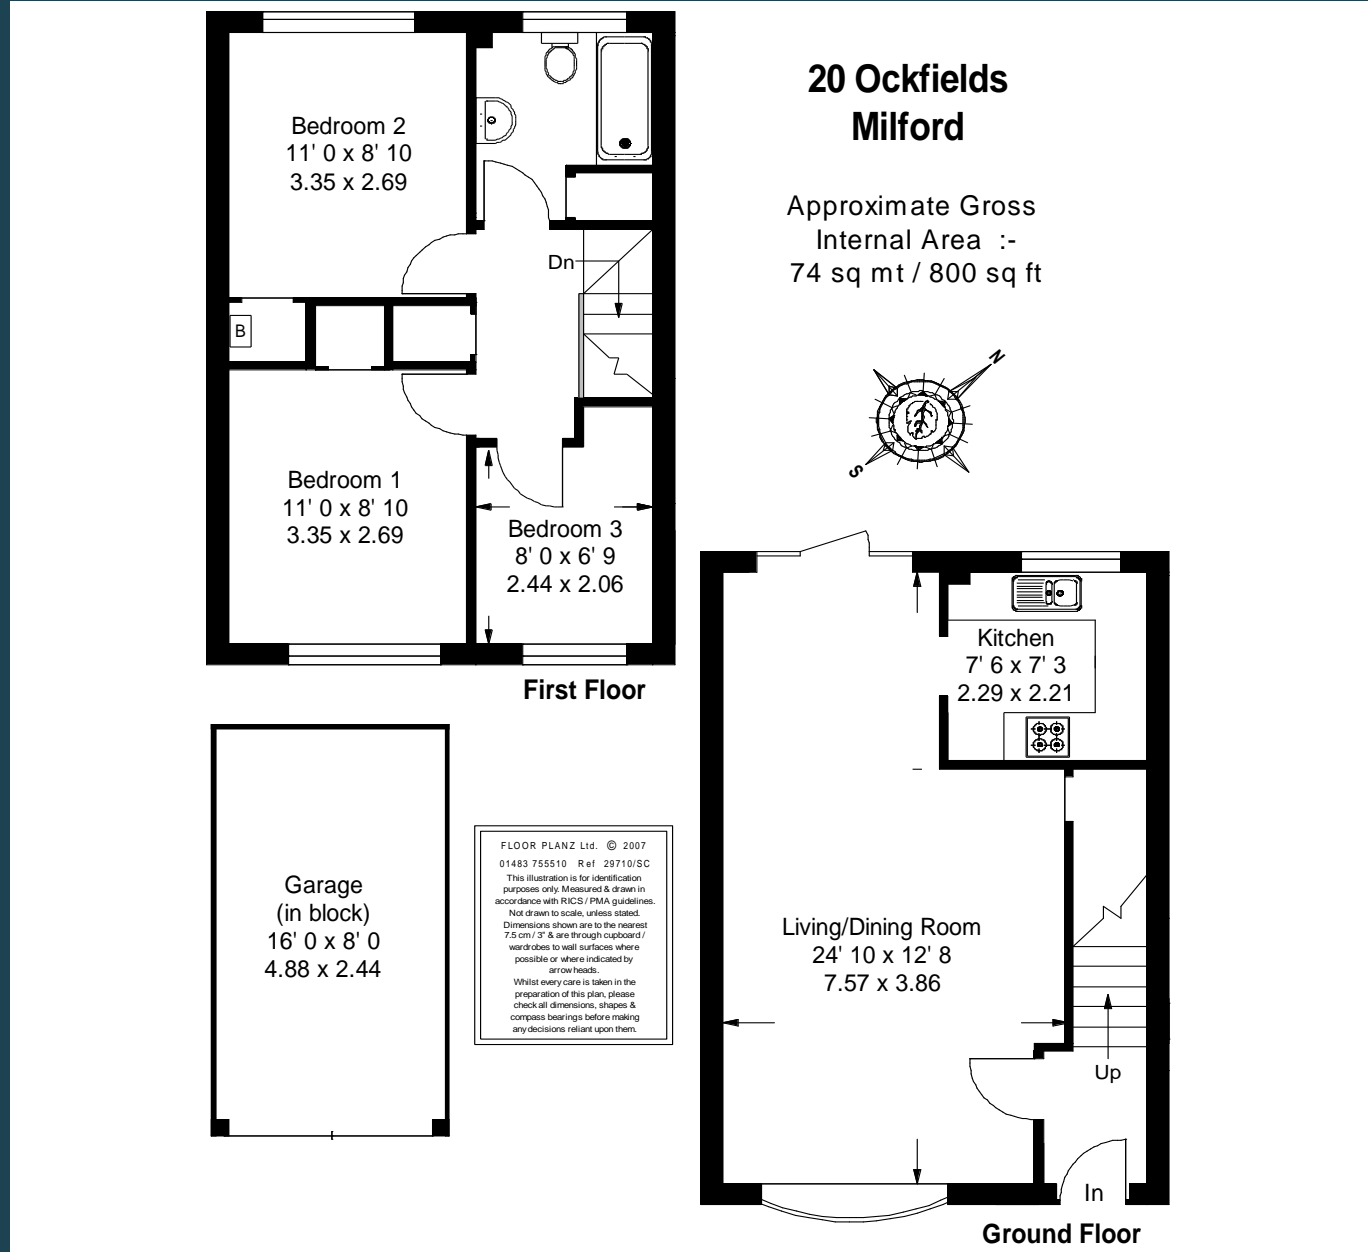 20 Ockfields
Milford
Approximate Gross
Internal Area :-
74 sq mt / 800 sq ft
N
S
Bedroom 2
11' 0 x 8' 10
3.35 x 2.69
Dn
B
Bedroom 1
11' 0 x 8' 10
3.35 x 2.69
Bedroom 3
8' 0 x 6' 9
2.44 x 2.06
First Floor
Kitchen
7' 6 x 7' 3
2.29 x 2.21
Garage
(in block)
16' 0 x 8' 0
4.88 x 2.44
FLOOR PLANZ Ltd. © 2007
01483 755510 Ref 29710/SC
This illustration is for identification
purposes only. Measured & drawn in
accordance with RICS / PMA guidelines.
Not drawn to scale, unless stated.
Dimensions shown are to the nearest
7.5 cm / 3" & are through cupboard /
wardrobes to wall surfaces where
possible or where indicated by
arrow heads.
Whilst every care is taken in the
preparation of this plan, please
check all dimensions, shapes &
compass bearings before making
any decisions reliant upon them.
Living/Dining Room
24' 10 x 12' 8
7.57 x 3.86
Up
In
Ground Floor